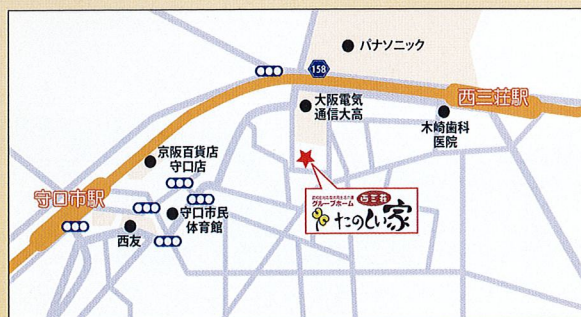 パナソニック
158
大阪電気
通信大高
西三荘駅
木崎歯科
医院
京阪百貨店
守口店
守口市駅
守口市民
体育館
西友
グループホーム
西三荘
たのしい家